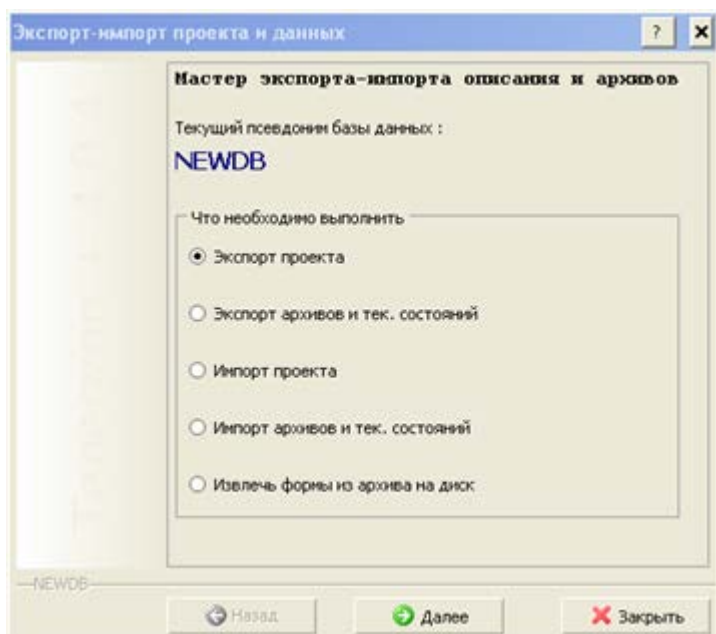 Экспорт-импорт проекта и данных
Мастер экспорта-импорта описания и архивов
Текущий псевдоним базы данных :
NEWDB
Что необходимо выполнить
Экспорт проекта
Экспорт архивов и тек. состояний
Импорт проекта
Импорт архивов и тек. состояний
Извлечь формы из архива на диск
NEWDB
Назад
Далее
Закрыть